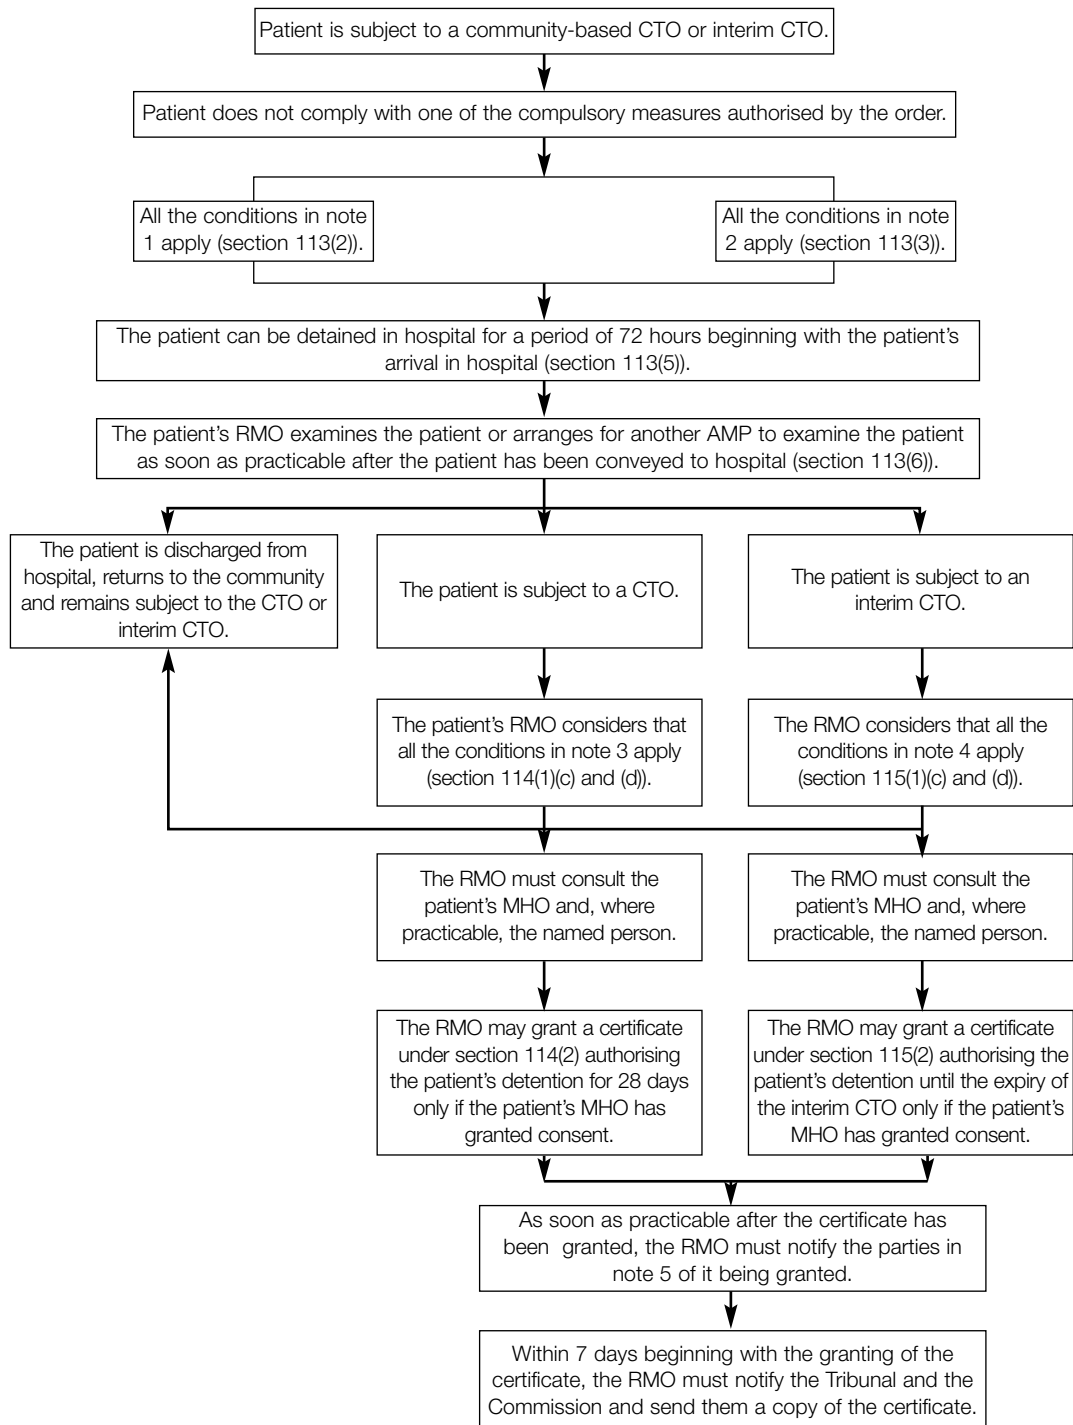 Patient is subject to a community-based CTO or interim CTO.
Patient does not comply with one of the compulsory measures authorised by the order.
All the conditions in note
1 apply (section 113(2)).
All the conditions in note
2 apply (section 113(3)).
The patient can be detained in hospital for a period of 72 hours beginning with the patient’s
arrival in hospital (section 113(5)).
The patient’s RMO examines the patient or arranges for another AMP to examine the patient
as soon as practicable after the patient has been conveyed to hospital (section 113(6)).
The patient is discharged from
hospital, returns to the community
and remains subject to the CTO or
interim CTO.
The patient is subject to a CTO.
The patient is subject to an
interim CTO.
The patient’s RMO considers that
all the conditions in note 3 apply
(section 114(1)(c) and (d)).
The RMO considers that all the
conditions in note 4 apply
(section 115(1)(c) and (d)).
The RMO must consult the
patient’s MHO and, where
practicable, the named person.
The RMO must consult the
patient’s MHO and, where
practicable, the named person.
The RMO may grant a certificate
under section 114(2) authorising
the patient’s detention for 28 days
only if the patient’s MHO has
granted consent.
The RMO may grant a certificate
under section 115(2) authorising the
patient’s detention until the expiry of
the interim CTO only if the patient’s
MHO has granted consent.
As soon as practicable after the certificate has
been granted, the RMO must notify the parties in
note 5 of it being granted.
Within 7 days beginning with the granting of the
certificate, the RMO must notify the Tribunal and the
Commission and send them a copy of the certificate.